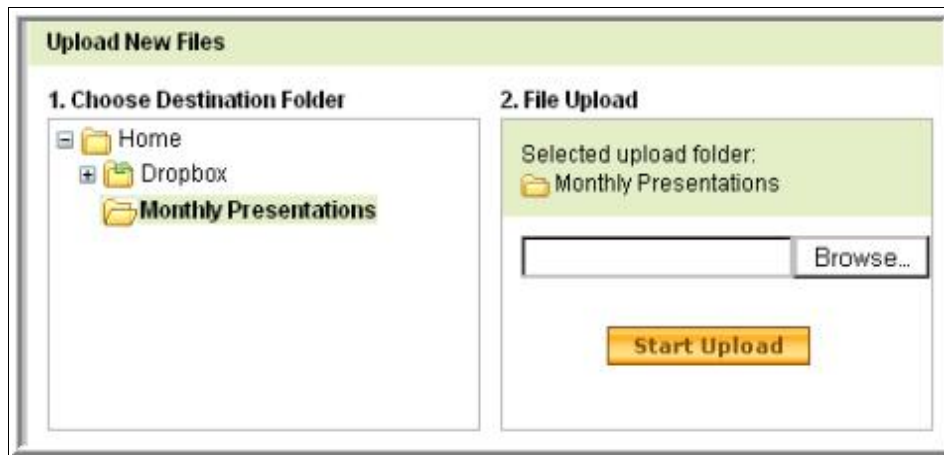 Upload New Files
1. Choose Destination Folder
Home
Dropbox
Monthly Presentations
2. File Upload
Selected upload folder:
Monthly Presentations
Browse...
Start Upload